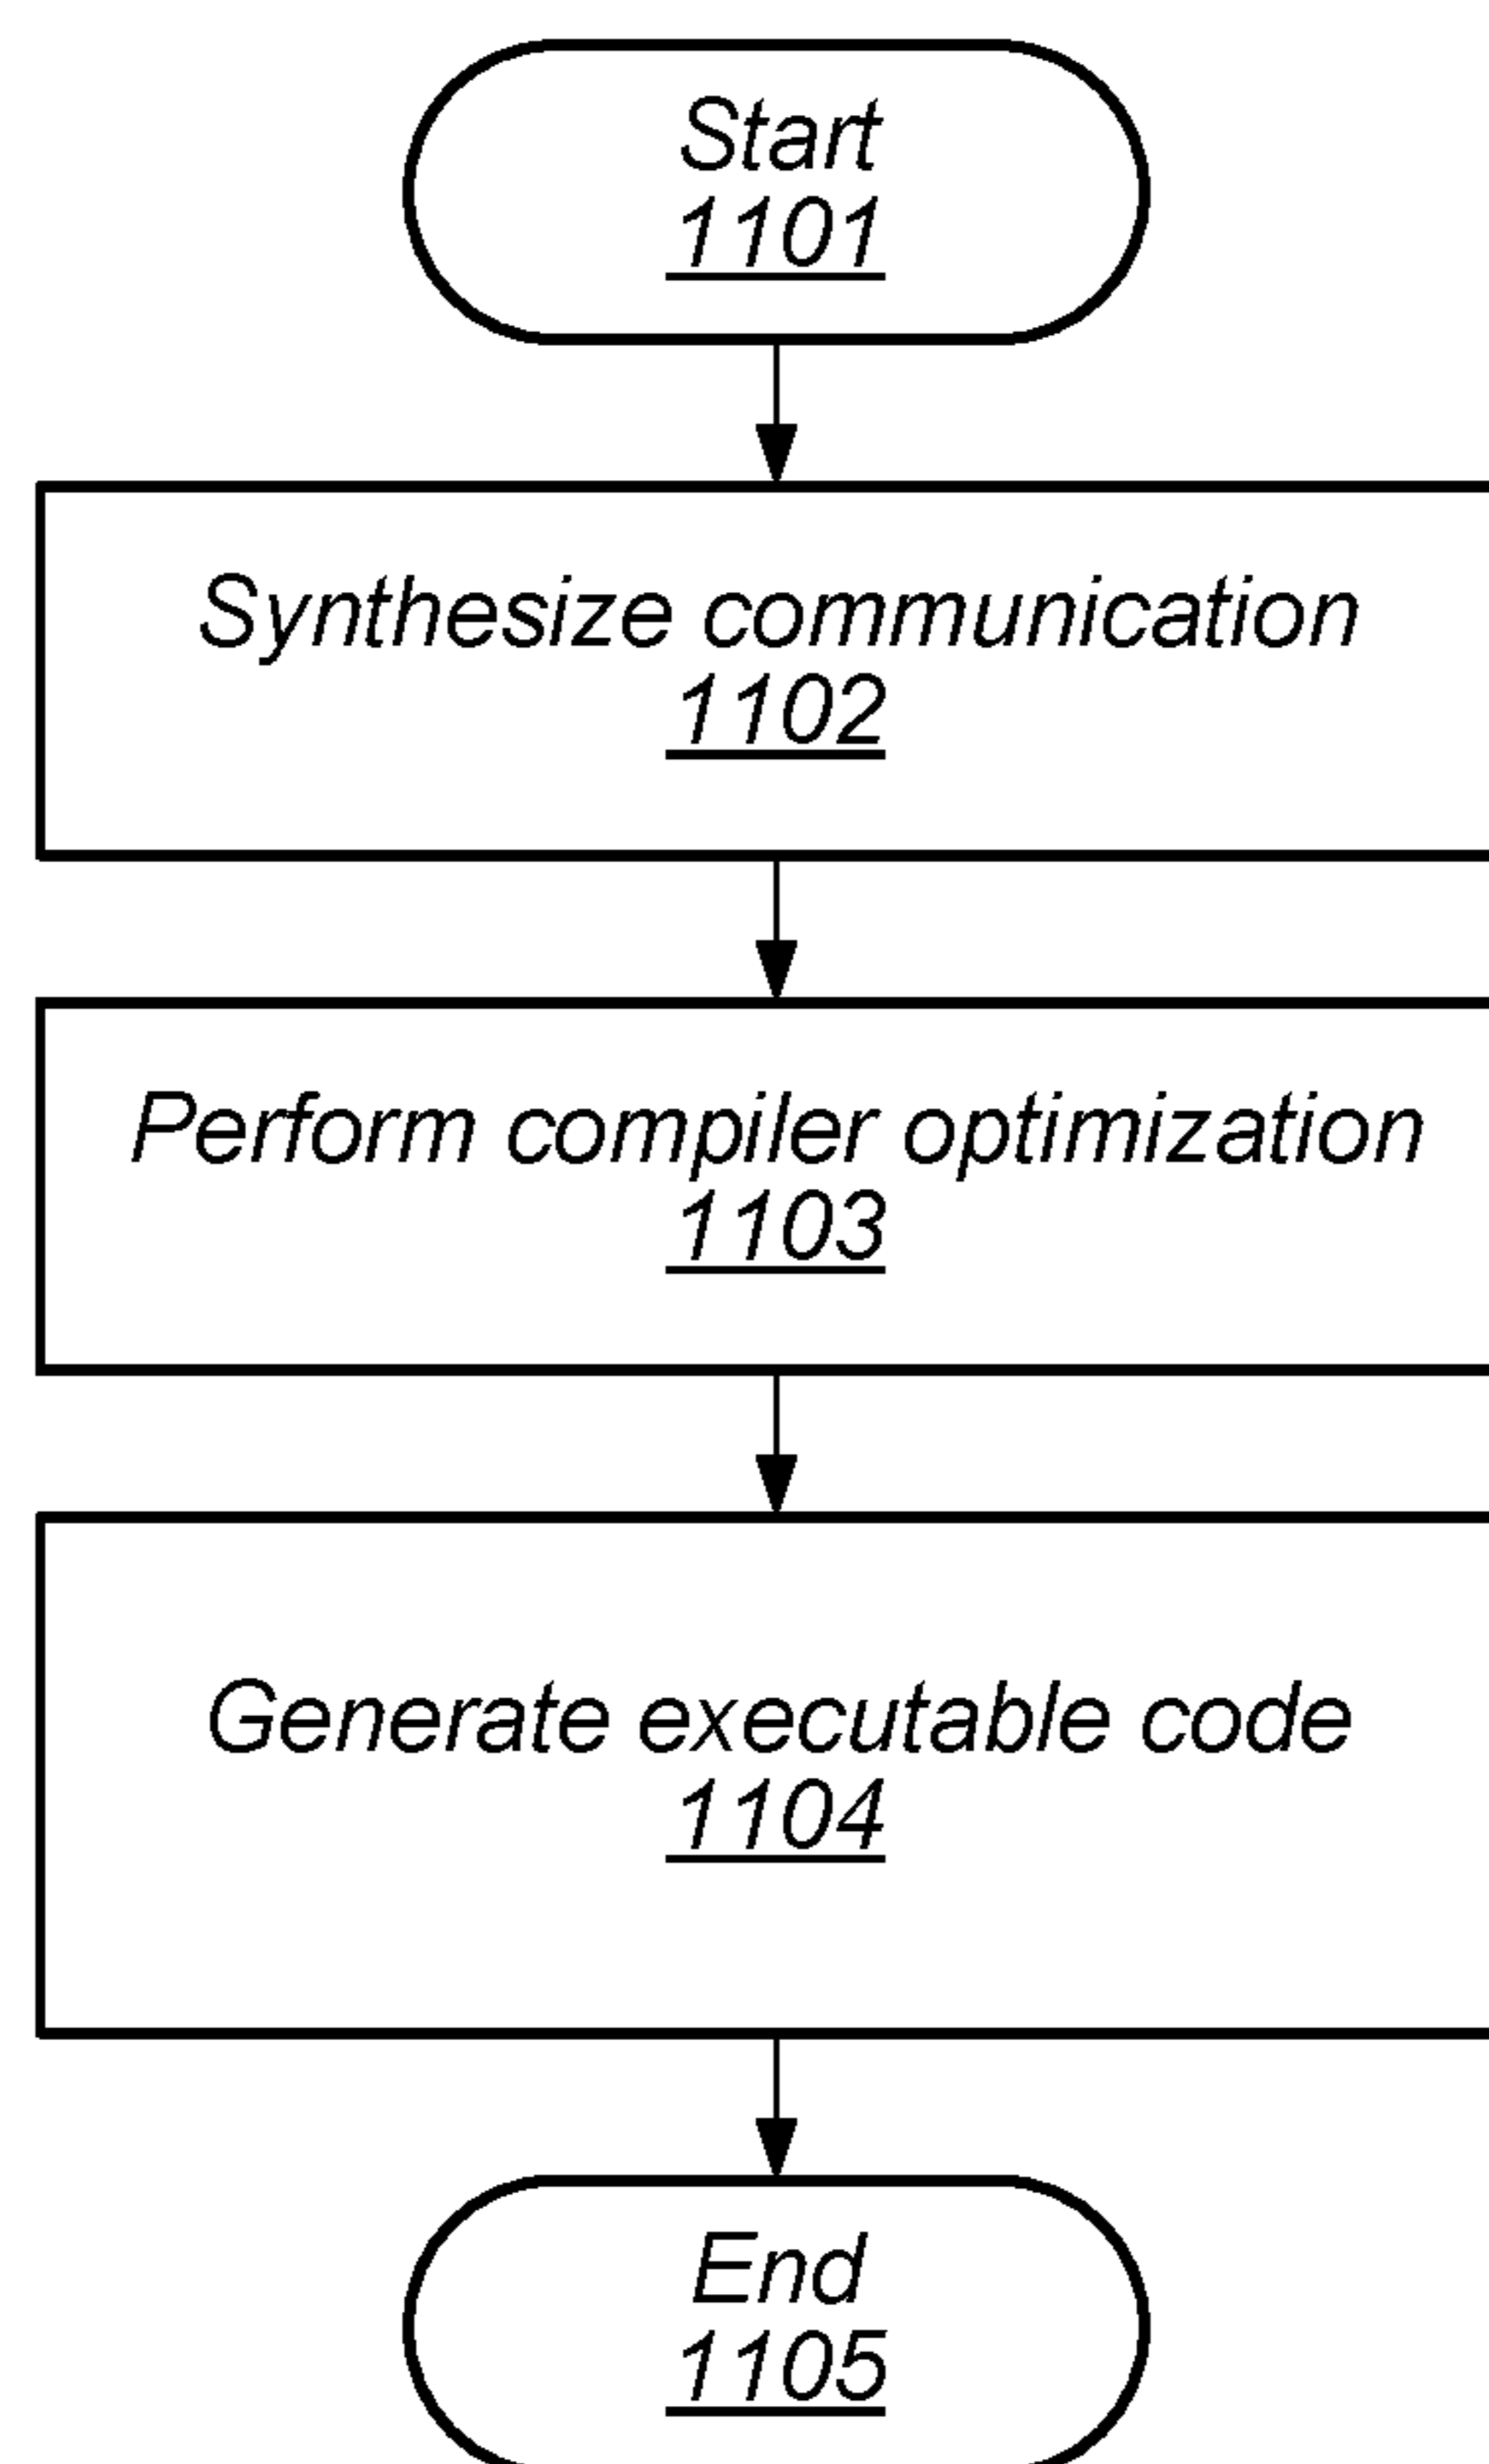 Start
1101
Synthesize communication
1102
Perform compiler optimization
1103
Generate executable code
1104
End
1105